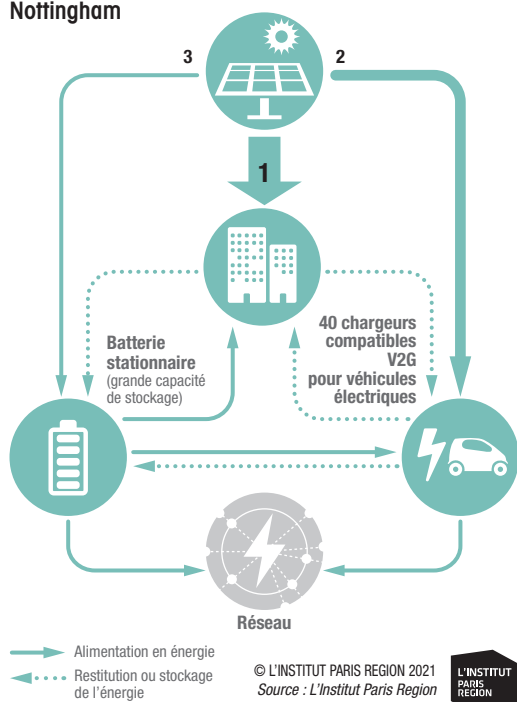 Nottingham
3
2
1
Batterie
stationnaire
(grande capacité
de stockage)
40 chargeurs
compatibles
V2G
pour véhicules
électriques
Réseau
Alimentation en énergie
Restitution ou stockage
de l'énergie
© L'INSTITUT PARIS REGION 2021
Source : L'Institut Paris Region
L'INSTITUT
PARIS
REGION